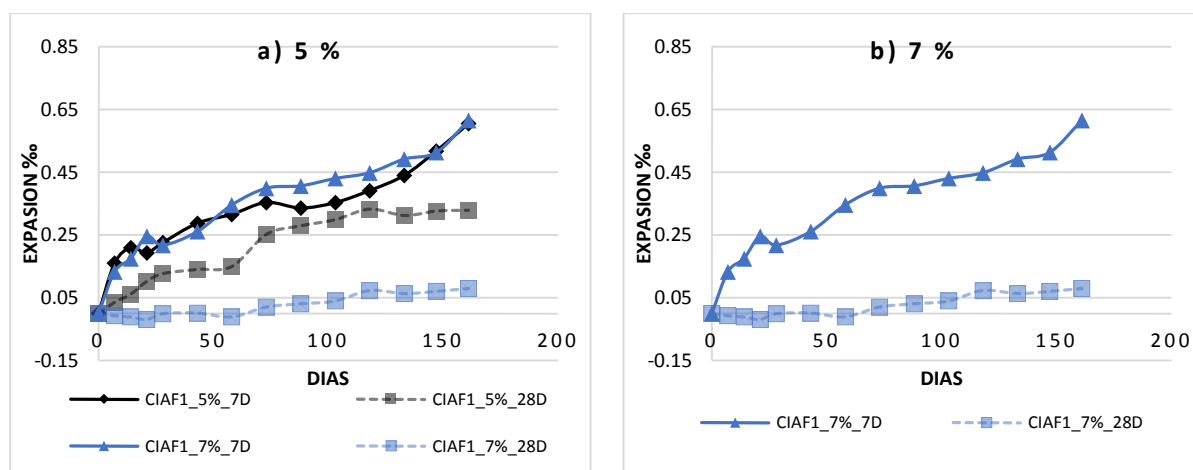 a) 5 %
0.85
0.65
0.45
0.25
0.05
-0.15
EXPASION ‰
0
50
100
150
200
DIAS
CIAF1_5%_7D
CIAF1_5%_28D
CIAF1_7%_7D
CIAF1_7%_28D
b) 7 %
0.85
0.65
0.45
0.25
0.05
-0.15
EXPASION ‰
0
50
100
150
200
DIAS
CIAF1_7%_7D
CIAF1_7%_28D